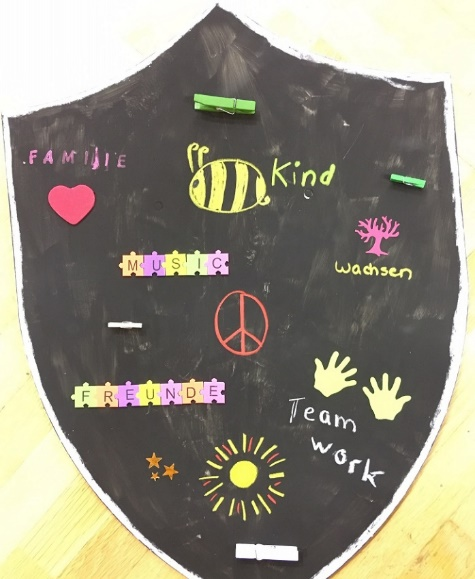 FAMILIE
Kind
wachsen
MUSIC
FREUNDE
Team
work